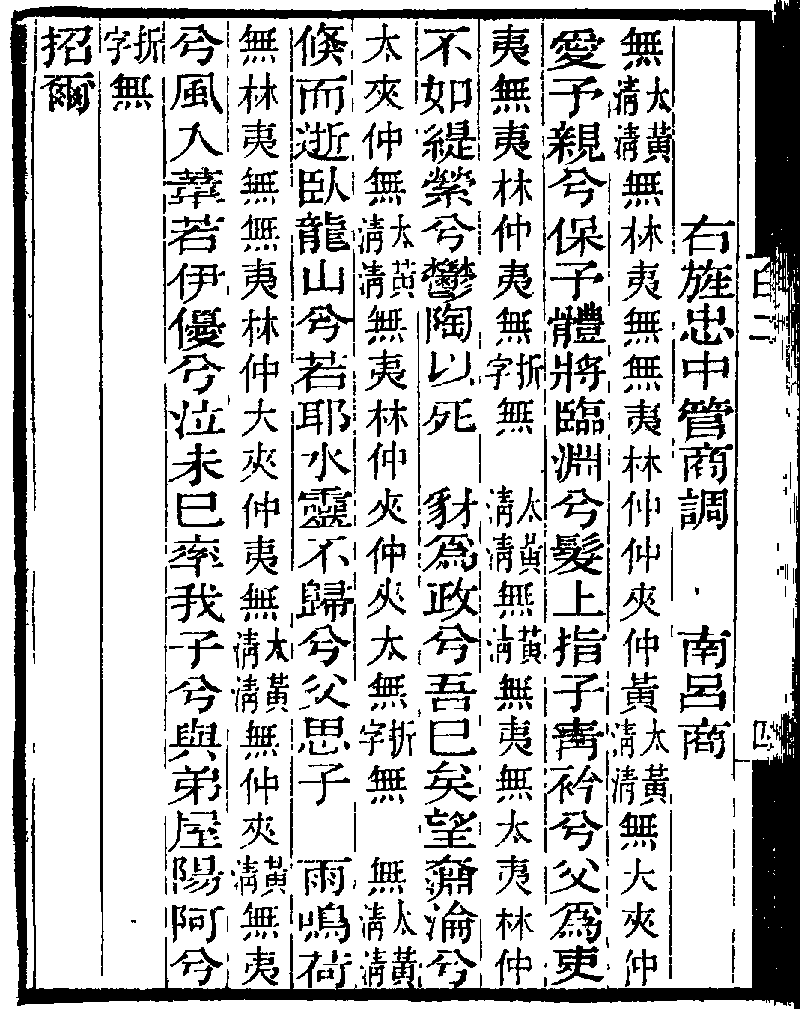 右旌忠中管商調　南呂商
無太清黃清無林夷無無夷林仲仲夾仲黃太清黃清無大夾仲
愛予親兮保予體將臨淵兮髮上指子靑衿兮父爲吏
夷無夷林仲夷無折字無　太清黃清無黃清無夷無太夷林仲
不如緹縈兮鬱陶以死　豺爲政兮吾已矣望奫淪兮
太夾仲無太清黃清無夷林仲夾仲夾太無折字無　無太清黃清
倏而逝臥龍山兮若耶水靈不歸兮父思子　雨鳴荷
無林夷無無夷林仲大夾仲夷無太清黃清無仲夾黃清無夷
兮風入葦若伊優兮泣未已率我子兮與弟屋陽阿兮
折字無
招爾